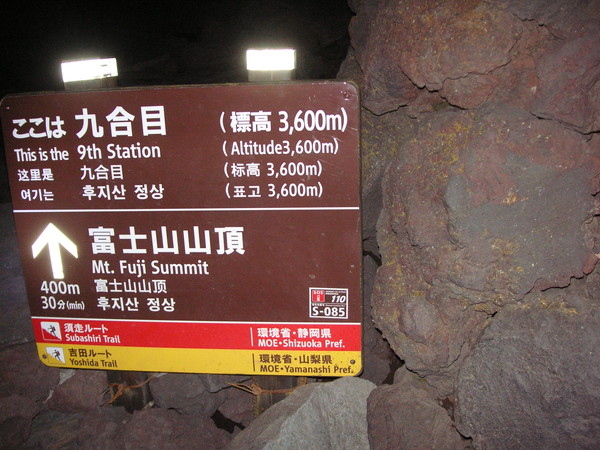 ここは 九合目 (標高 3,600m)
This is the 9th Station (Altitude3,600m)
这里是 九合目 (标高 3,600m)
여기는 후지산 정상 (표고 3,600m)
富士山山頂
Mt. Fuji Summit
400m 富士山山顶
30分(min) 후지산 정상
SOS 110
S-085
須走ルート 環境省・静岡県
Subashiri Trail MOE・Shizuoka Pref.
吉田ルート 環境省・山梨県
Yoshida Trail MOE・Yamanashi Pref.